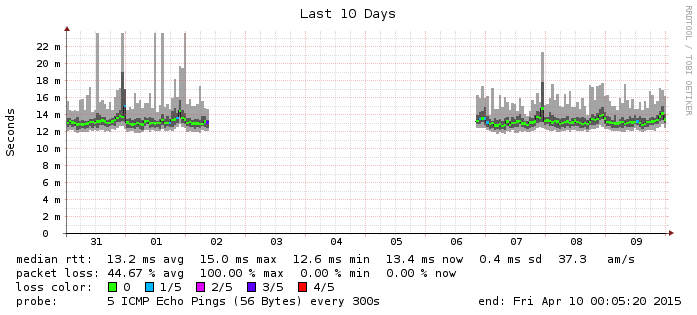 Last 10 Days
RRDTOOL / TOBI OETIKER
Seconds
22 m
20 m
18 m
16 m
14 m
12 m
10 m
8 m
6 m
4 m
2 m
0
31 01 02 03 04 05 06 07 08 09
median rtt: 13.2 ms avg 15.0 ms max 12.6 ms min 13.4 ms now 0.4 ms sd 37.3 am/s
packet loss: 44.67 % avg 100.00 % max 0.00 % min 0.00 % now
loss color: 0 1/5 2/5 3/5 4/5
probe: 5 ICMP Echo Pings (56 Bytes) every 300s end: Fri Apr 10 00:05:20 2015